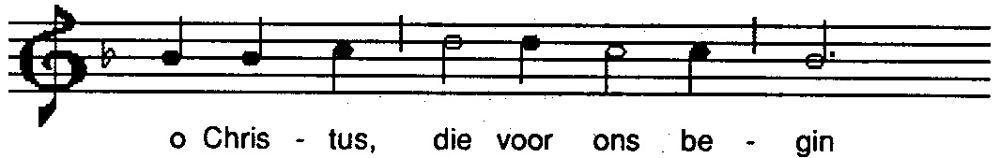 o Chris - tus, die voor ons be - gin